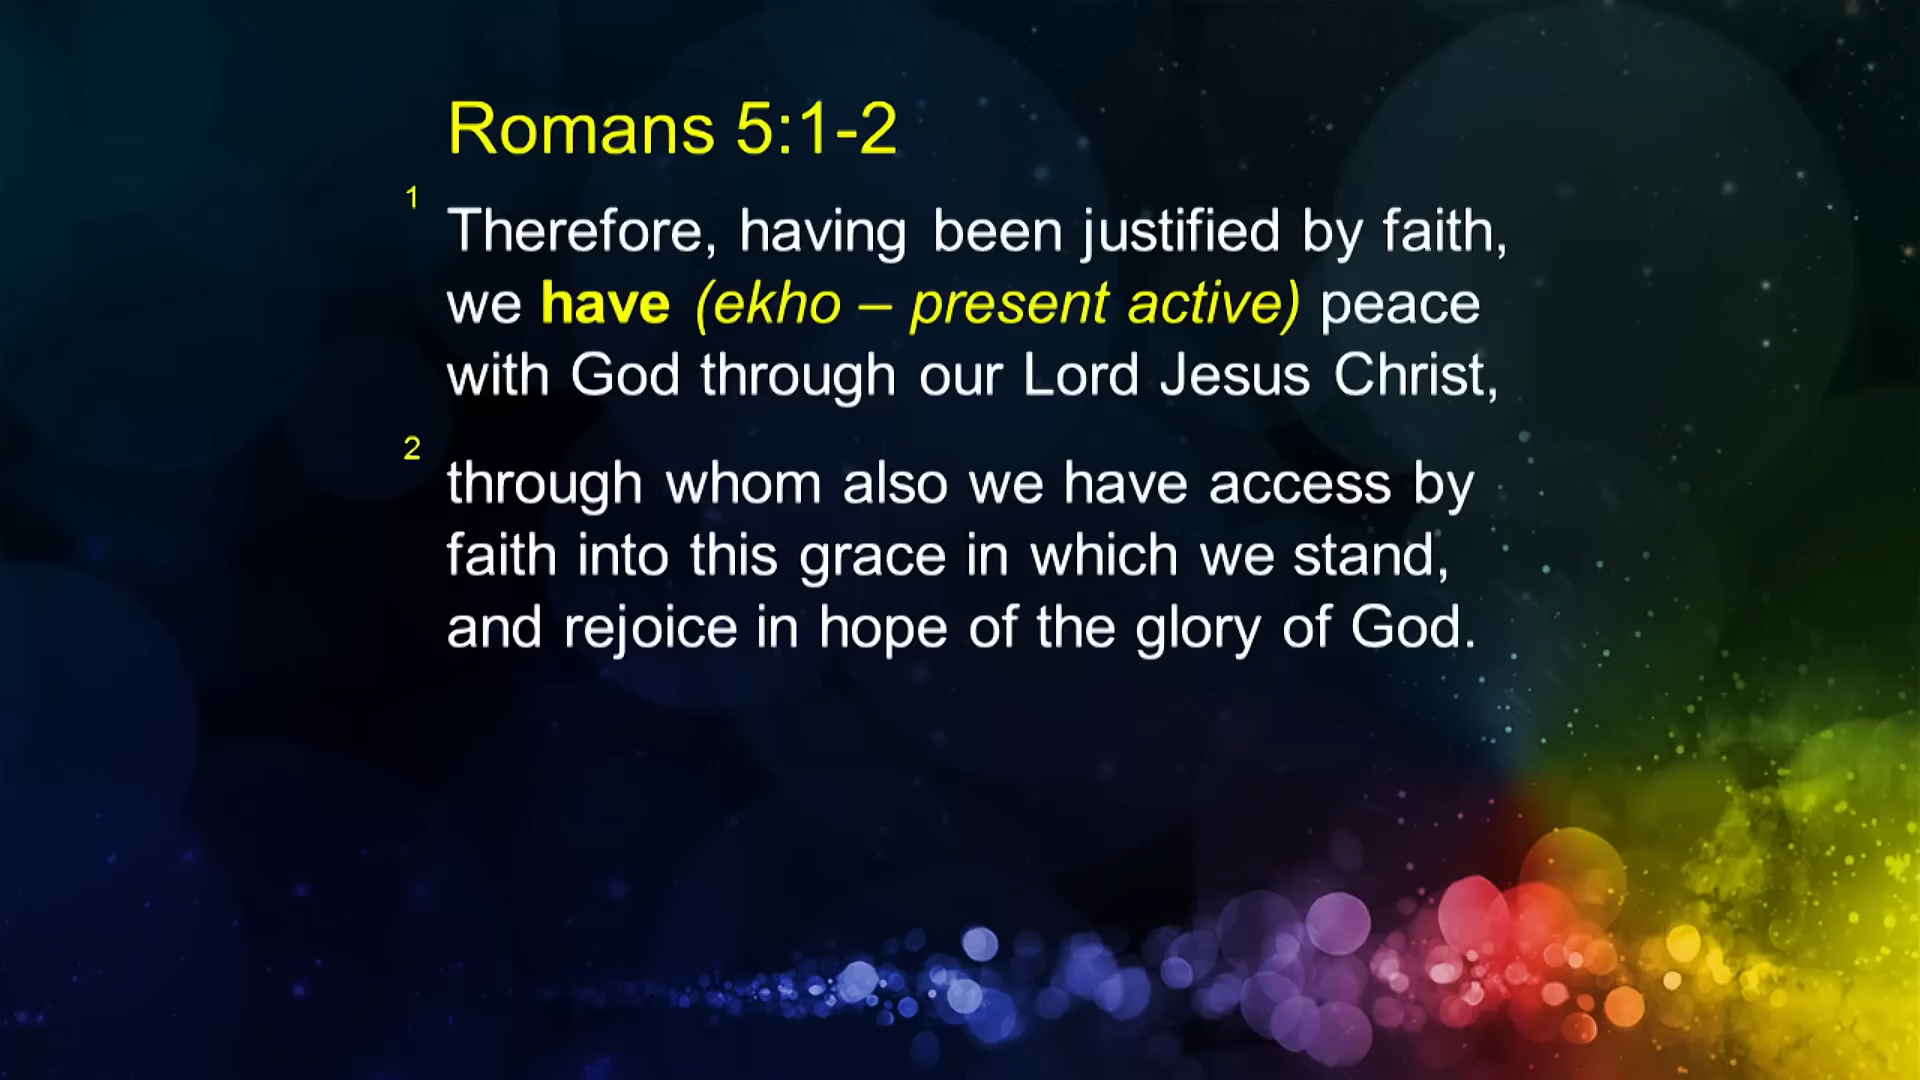 Romans 5:1-2
1 Therefore, having been justified by faith,
we have (ekho – present active) peace
with God through our Lord Jesus Christ,
2 through whom also we have access by
faith into this grace in which we stand,
and rejoice in hope of the glory of God.